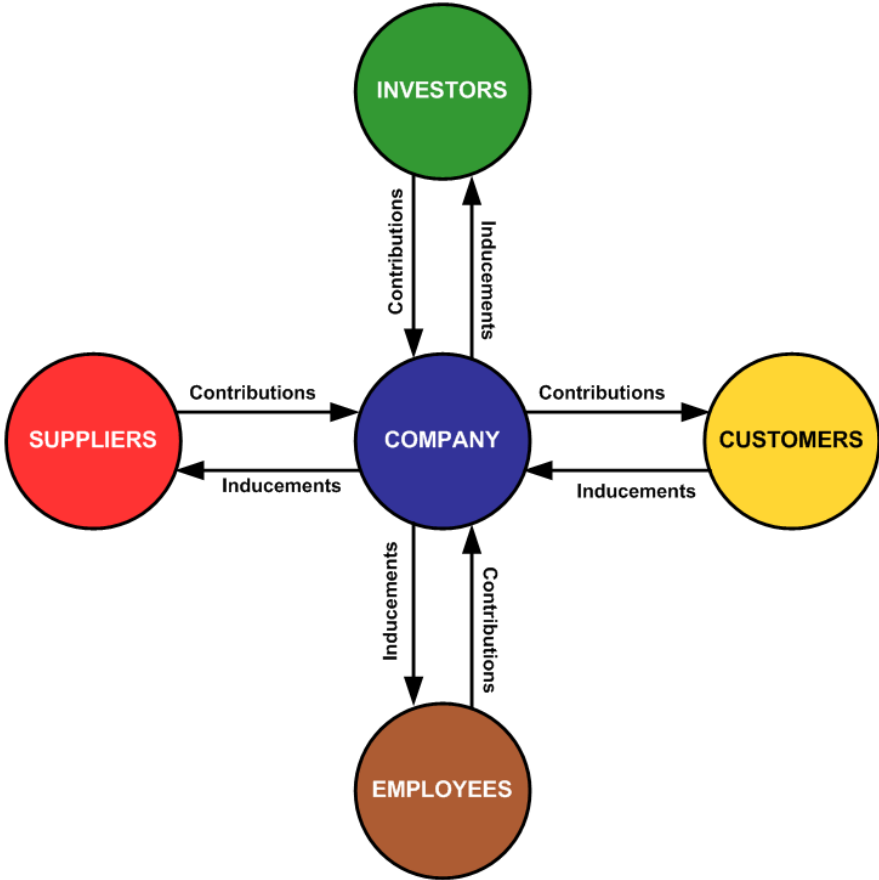 INVESTORS
Contributions
Inducements
Contributions
Contributions
SUPPLIERS
COMPANY
CUSTOMERS
Inducements
Inducements
Inducements
Contributions
EMPLOYEES